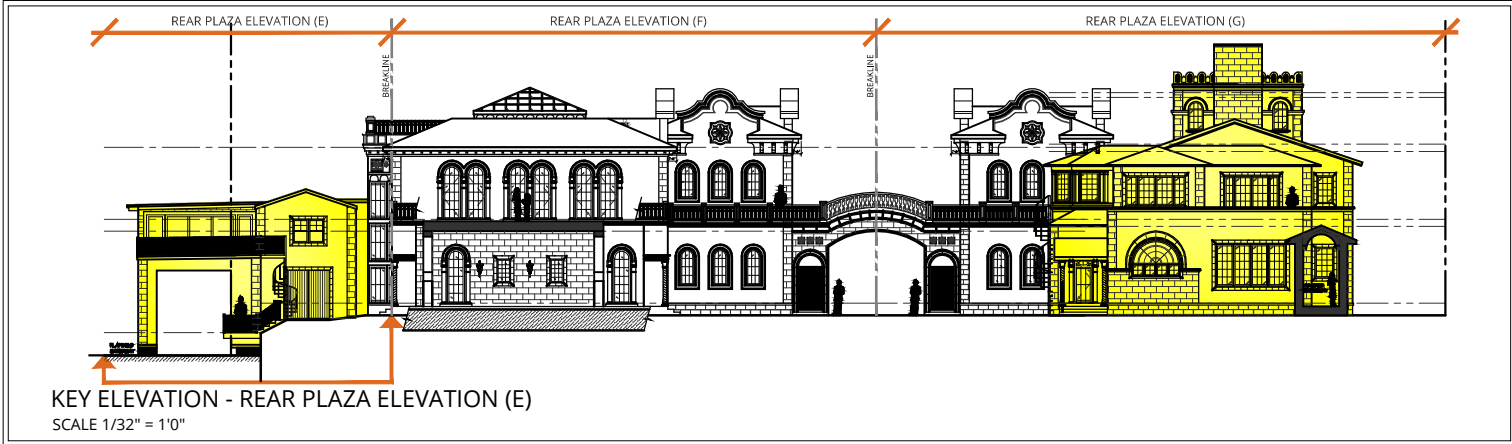 REAR PLAZA ELEVATION (E)
REAR PLAZA ELEVATION (F)
REAR PLAZA ELEVATION (G)
BREAKLINE
BREAKLINE
KEY ELEVATION - REAR PLAZA ELEVATION (E)
SCALE 1/32" = 1'0"